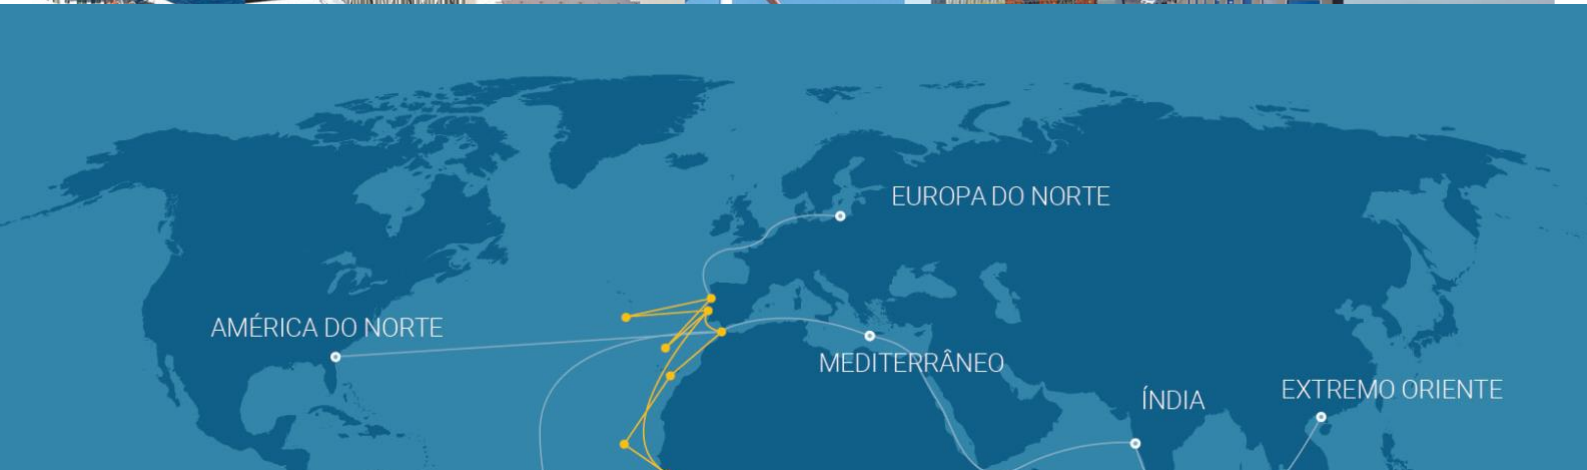 EUROPA DO NORTE
AMÉRICA DO NORTE
MEDITERRÂNEO
ÍNDIA
EXTREMO ORIENTE